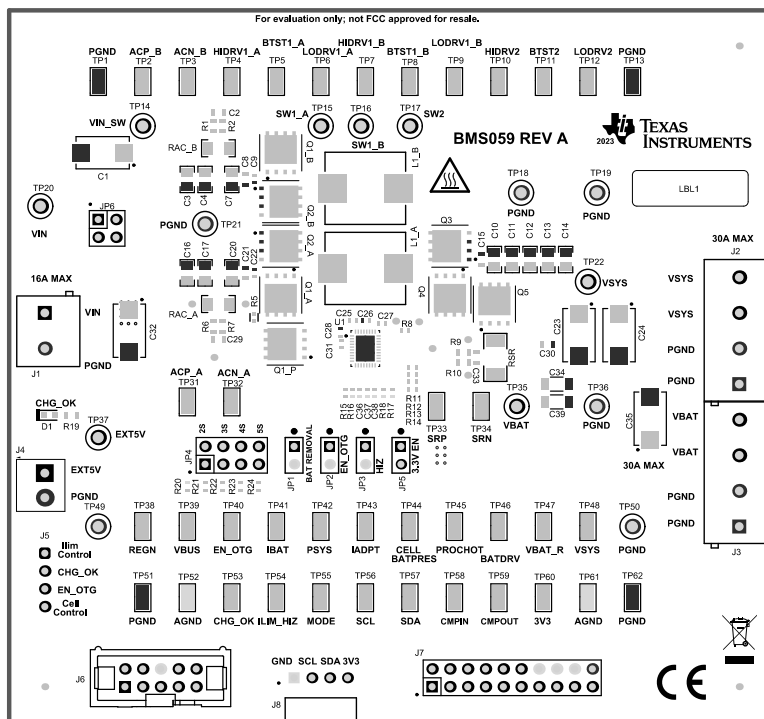 For evaluation only; not FCC approved for resale.
PGND ACP_B ACN_B HIDRV1_A BTST1_A LODRV1_A HIDRV1_B BTST1_B LODRV1_B HIDRV2 BTST2 LODRV2 PGND
TP1 TP2 TP3 TP4 TP5 TP6 TP7 TP8 TP9 TP10 TP11 TP12 TP13
TP14 VIN_SW
C2 R1 R2
SW1_A TP15 TP16 TP17 SW2
SW1_B
BMS059 REV A
2023 TEXAS INSTRUMENTS
RAC_B
Q1_B
L1_B
C1
C8 C9
C3 C4 C7
TP20
VIN
JP6
PGND TP21
Q2_B
TP18
PGND
TP19
PGND
LBL1
Q2_A
L1_A
Q3
C15 C10 C11 C12 C13 C14
30A MAX
J2
C16 C17 C20 C21 C22
TP22
VSYS
VSYS
VSYS
PGND
PGND
16A MAX
VIN
PGND
J1
C32
RAC_A
Q1_A
R5
R6 R7 C29
Q1_P
Q4
Q5
C25 C26 C27
U1
C28
C31
R8
R9
R10
C33
RSR
C30
C23
C24
C34
C39
ACP_A ACN_A
TP31 TP32
R15 R16 C36 C37 C38 R18 R17
R11
R12
R13
R14
TP33
SRP
TP34
SRN
TP35
VBAT
TP36
PGND
C35
30A MAX
VBAT
VBAT
PGND
PGND
J3
CHG_OK
D1 R19
TP37
EXT5V
2S 3S 4S 5S
JP4
BAT REMOVAL
JP1
EN_OTG
JP2
HIZ
JP3
3.3V EN
JP5
J4
EXT5V
PGND
R20 R21 R22 R23 R24
TP49 TP38 TP39 TP40 TP41 TP42 TP43 TP44 TP45 TP46 TP47 TP48 TP50
PGND REGN VBUS EN_OTG IBAT PSYS IADPT CELL BATPRES PROCHOT BATDRV VBAT_R VSYS PGND
J5
Ilim Control
CHG_OK
EN_OTG
Cell Control
TP51 TP52 TP53 TP54 TP55 TP56 TP57 TP58 TP59 TP60 TP61 TP62
PGND AGND CHG_OK ILIM_HIZ MODE SCL SDA CMPIN CMPOUT 3V3 AGND PGND
J6
GND SCL SDA 3V3
J8
J7
CE